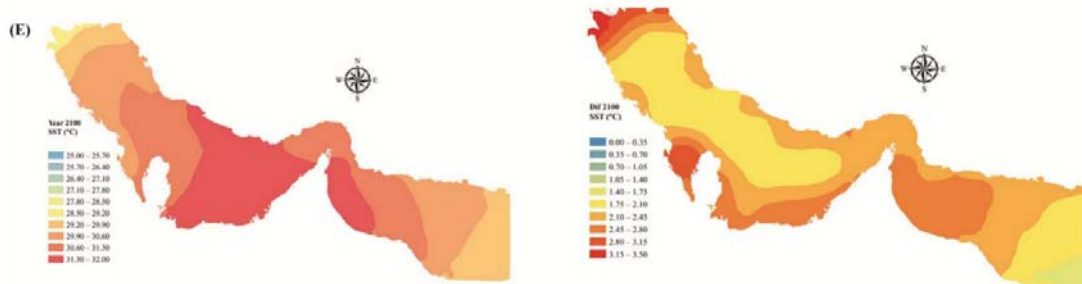 (E)
N
W E
S
Year 2100
SST (°C)
25.00 – 25.70
25.70 – 26.40
26.40 – 27.10
27.10 – 27.80
27.80 – 28.50
28.50 – 29.20
29.20 – 29.90
29.90 – 30.60
30.60 – 31.30
31.30 – 32.00
N
W E
S
Dif 2100
SST (°C)
0.00 – 0.35
0.35 – 0.70
0.70 – 1.05
1.05 – 1.40
1.40 – 1.75
1.75 – 2.10
2.10 – 2.45
2.45 – 2.80
2.80 – 3.15
3.15 – 3.50